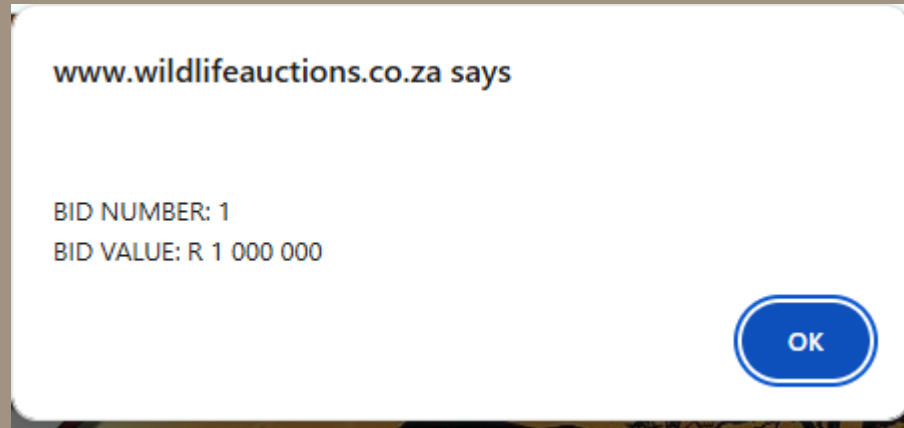 www.wildlifeauctions.co.za says
BID NUMBER: 1
BID VALUE: R 1 000 000
OK